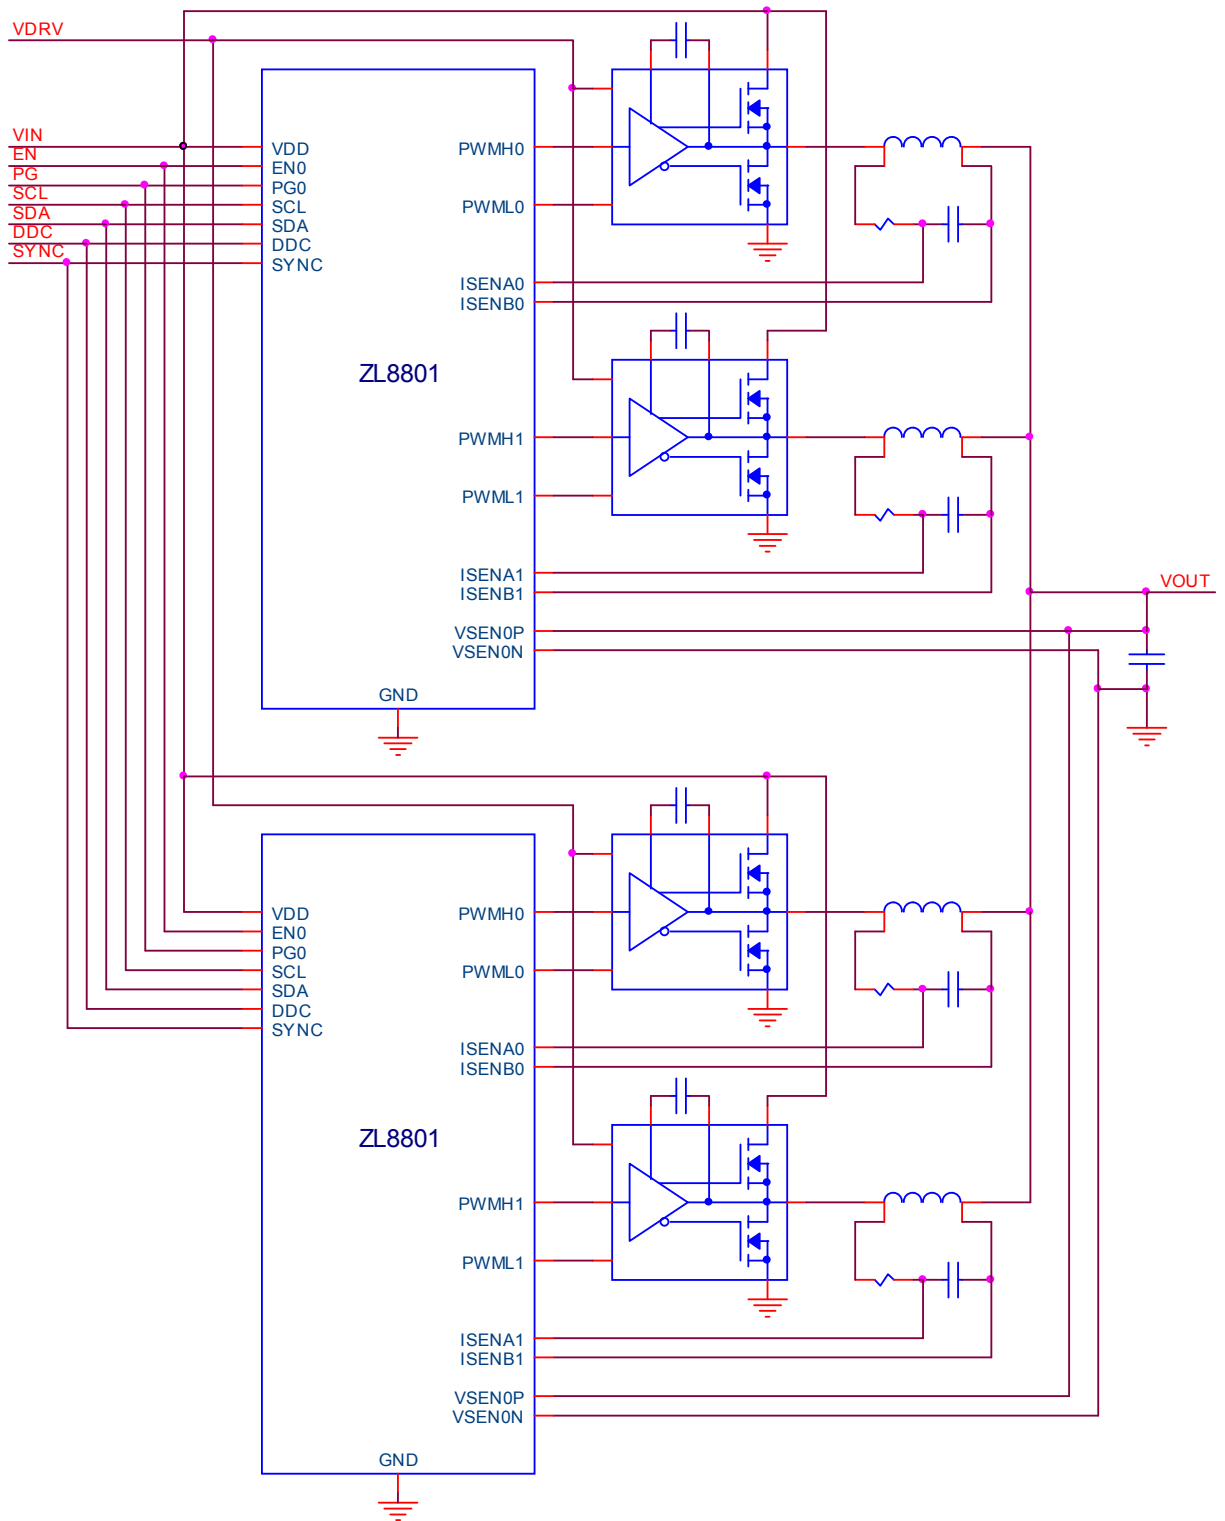 VDRV
VIN
EN
PG
SCL
SDA
DDC
SYNC
VDD
EN0
PG0
SCL
SDA
DDC
SYNC
PWMH0
PWML0
ISENA0
ISENB0
ZL8801
PWMH1
PWML1
ISENA1
ISENB1
VSEN0P
VSEN0N
GND
VOUT
VDD
EN0
PG0
SCL
SDA
DDC
SYNC
PWMH0
PWML0
ISENA0
ISENB0
ZL8801
PWMH1
PWML1
ISENA1
ISENB1
VSEN0P
VSEN0N
GND